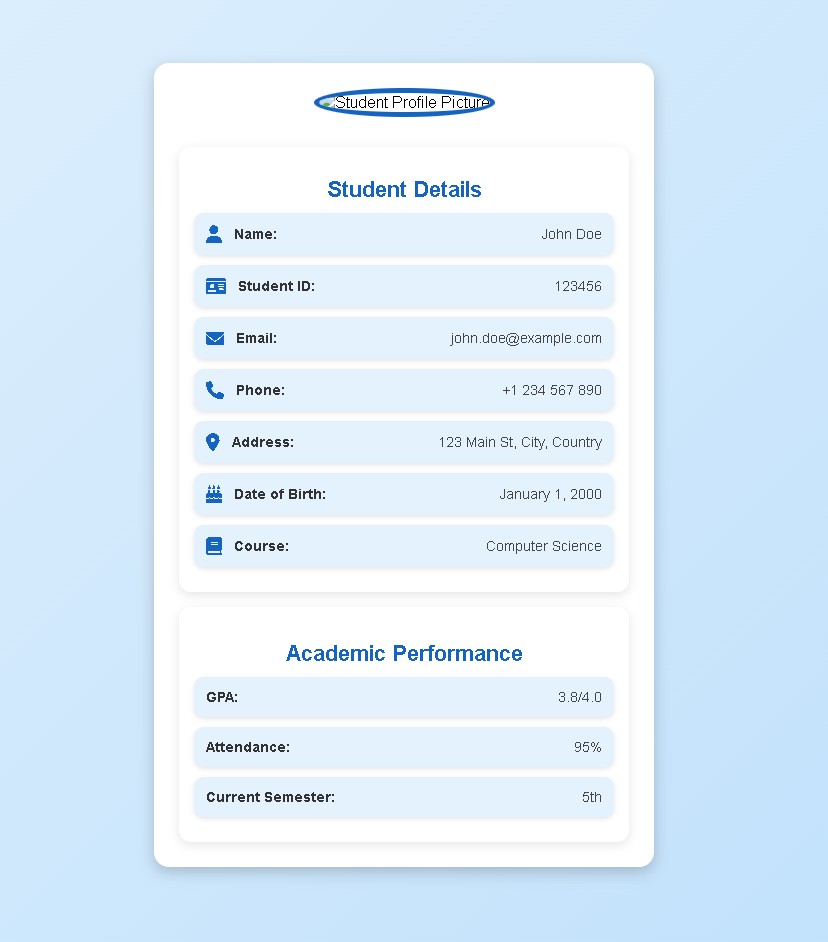 Student Profile Picture
Student Details
Name: John Doe
Student ID: 123456
Email: john.doe@example.com
Phone: +1 234 567 890
Address: 123 Main St, City, Country
Date of Birth: January 1, 2000
Course: Computer Science
Academic Performance
GPA: 3.8/4.0
Attendance: 95%
Current Semester: 5th